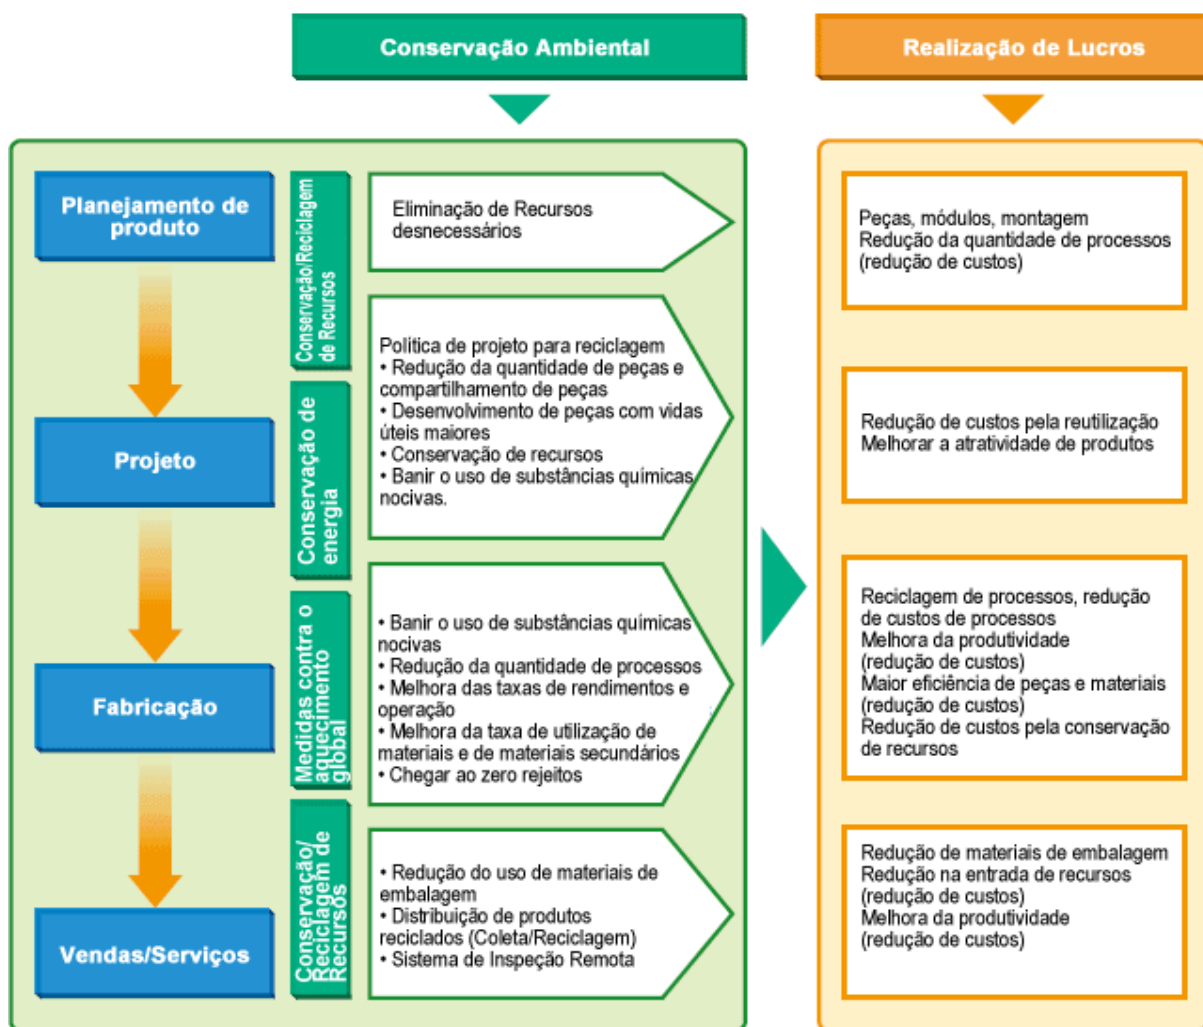 Conservação Ambiental
Realização de Lucros
Planejamento de
produto
Conservação/Reciclagem
de Recursos
Eliminação de Recursos
desnecessários
Peças, módulos, montagem
Redução da quantidade de processos
(redução de custos)
Projeto
Conservação de
energia
Política de projeto para reciclagem
• Redução da quantidade de peças e
compartilhamento de peças
• Desenvolvimento de peças com vidas
úteis maiores
• Conservação de recursos
• Banir o uso de substâncias químicas
nocivas.
Redução de custos pela reutilização
Melhorar a atratividade de produtos
Fabricação
Medidas contra o
aquecimento
global
• Banir o uso de substâncias químicas
nocivas
• Redução da quantidade de processos
• Melhora das taxas de rendimentos e
operação
• Melhora da taxa de utilização de
materiais e de materiais secundários
• Chegar ao zero rejeitos
Reciclagem de processos, redução
de custos de processos
Melhora da produtividade
(redução de custos)
Maior eficiência de peças e materiais
(redução de custos)
Redução de custos pela conservação
de recursos
Vendas/Serviços
Conservação/
Reciclagem de
Recursos
• Redução do uso de materiais de
embalagem
• Distribuição de produtos
reciclados (Coleta/Reciclagem)
• Sistema de Inspeção Remota
Redução de materiais de embalagem
Redução na entrada de recursos
(redução de custos)
Melhora da produtividade
(redução de custos)